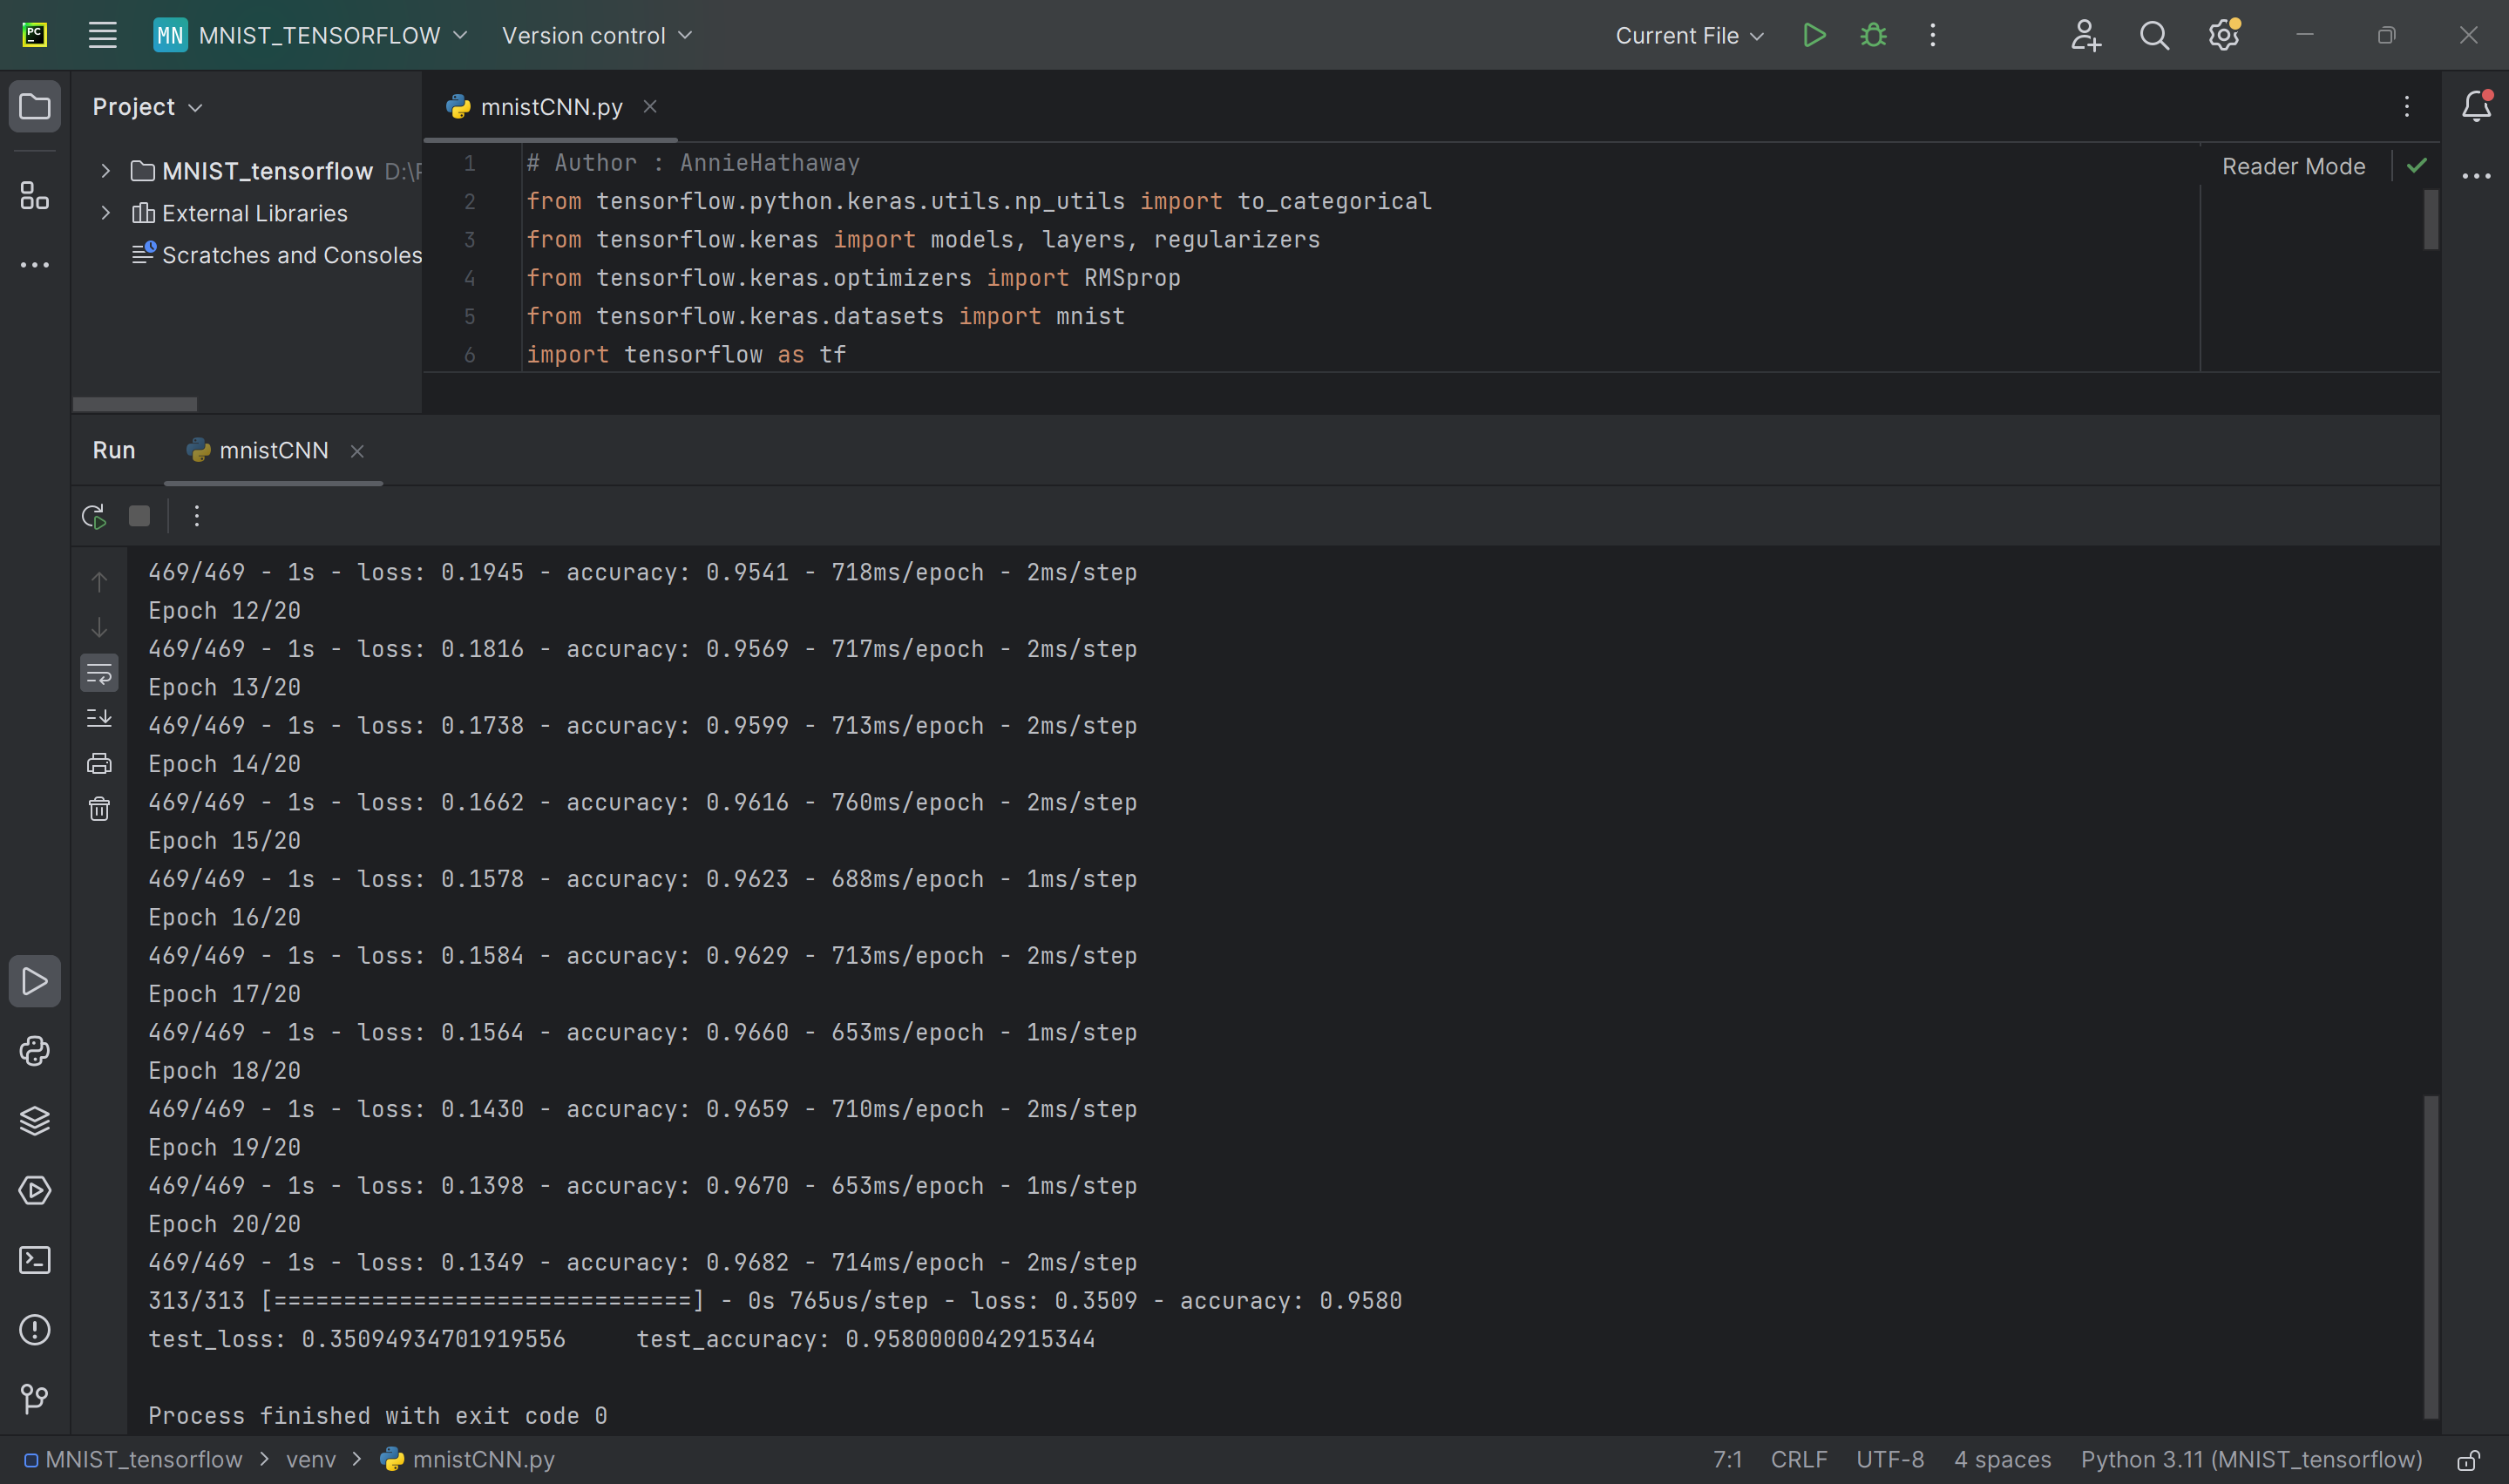 PC MN MNIST_TENSORFLOW Version control Current File
Project
mnistCNN.py
MNIST_tensorflow
External Libraries
Scratches and Consoles
Reader Mode
1 # Author : AnnieHathaway
2 from tensorflow.python.keras.utils.np_utils import to_categorical
3 from tensorflow.keras import models, layers, regularizers
4 from tensorflow.keras.optimizers import RMSprop
5 from tensorflow.keras.datasets import mnist
6 import tensorflow as tf
Run mnistCNN
469/469 - 1s - loss: 0.1945 - accuracy: 0.9541 - 718ms/epoch - 2ms/step
Epoch 12/20
469/469 - 1s - loss: 0.1816 - accuracy: 0.9569 - 717ms/epoch - 2ms/step
Epoch 13/20
469/469 - 1s - loss: 0.1738 - accuracy: 0.9599 - 713ms/epoch - 2ms/step
Epoch 14/20
469/469 - 1s - loss: 0.1662 - accuracy: 0.9616 - 760ms/epoch - 2ms/step
Epoch 15/20
469/469 - 1s - loss: 0.1578 - accuracy: 0.9623 - 688ms/epoch - 1ms/step
Epoch 16/20
469/469 - 1s - loss: 0.1584 - accuracy: 0.9629 - 713ms/epoch - 2ms/step
Epoch 17/20
469/469 - 1s - loss: 0.1564 - accuracy: 0.9660 - 653ms/epoch - 1ms/step
Epoch 18/20
469/469 - 1s - loss: 0.1430 - accuracy: 0.9659 - 710ms/epoch - 2ms/step
Epoch 19/20
469/469 - 1s - loss: 0.1398 - accuracy: 0.9670 - 653ms/epoch - 1ms/step
Epoch 20/20
469/469 - 1s - loss: 0.1349 - accuracy: 0.9682 - 714ms/epoch - 2ms/step
313/313 [==============================] - 0s 765us/step - loss: 0.3509 - accuracy: 0.9580
test_loss: 0.35094934701919556 test_accuracy: 0.9580000042915344
Process finished with exit code 0
MNIST_tensorflow > venv > mnistCNN.py 7:1 CRLF UTF-8 4 spaces Python 3.11 (MNIST_tensorflow)